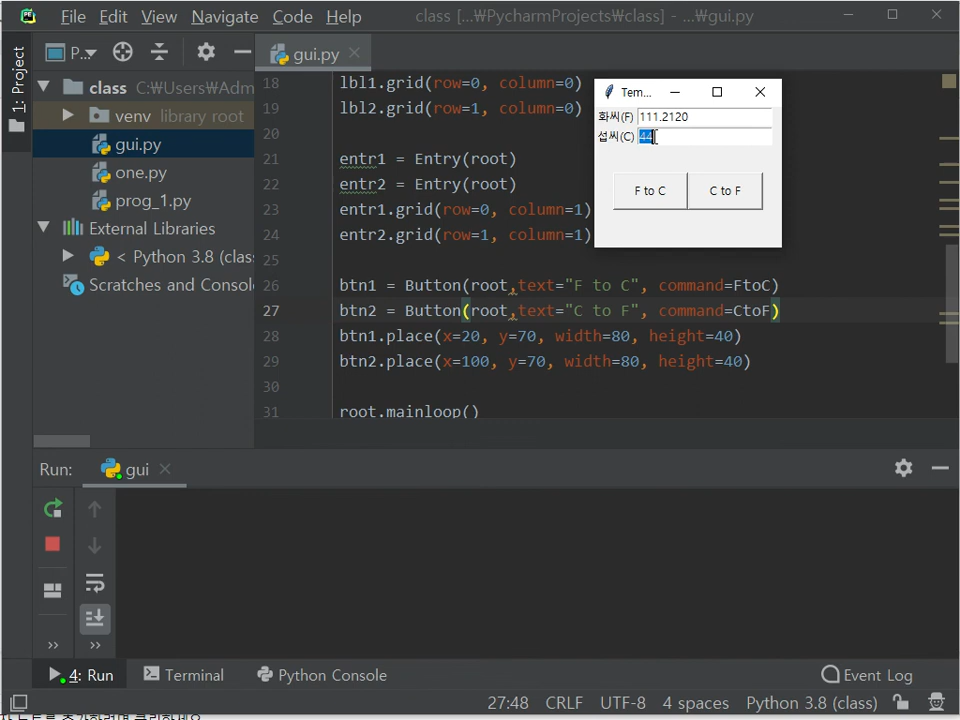 File Edit View Navigate Code Help class [...₩PycharmProjects₩class] - ...₩gui.py
1: Project
P...
gui.py
class C:₩Users₩Adm
venv library root
gui.py
one.py
prog_1.py
External Libraries
< Python 3.8 (clas
Scratches and Consol
18 lbl1.grid(row=0, column=0)
19 lbl2.grid(row=1, column=0)
20
21 entr1 = Entry(root)
22 entr2 = Entry(root)
23 entr1.grid(row=0, column=1)
24 entr2.grid(row=1, column=1)
25
26 btn1 = Button(root,text="F to C", command=FtoC)
27 btn2 = Button(root,text="C to F", command=CtoF)
28 btn1.place(x=20, y=70, width=80, height=40)
29 btn2.place(x=100, y=70, width=80, height=40)
30
31 root.mainloop()
Tem...
화씨(F) 111.2120
섭씨(C) 44
F to C C to F
Run: gui
4: Run Terminal Python Console Event Log
27:48 CRLF UTF-8 4 spaces Python 3.8 (class)